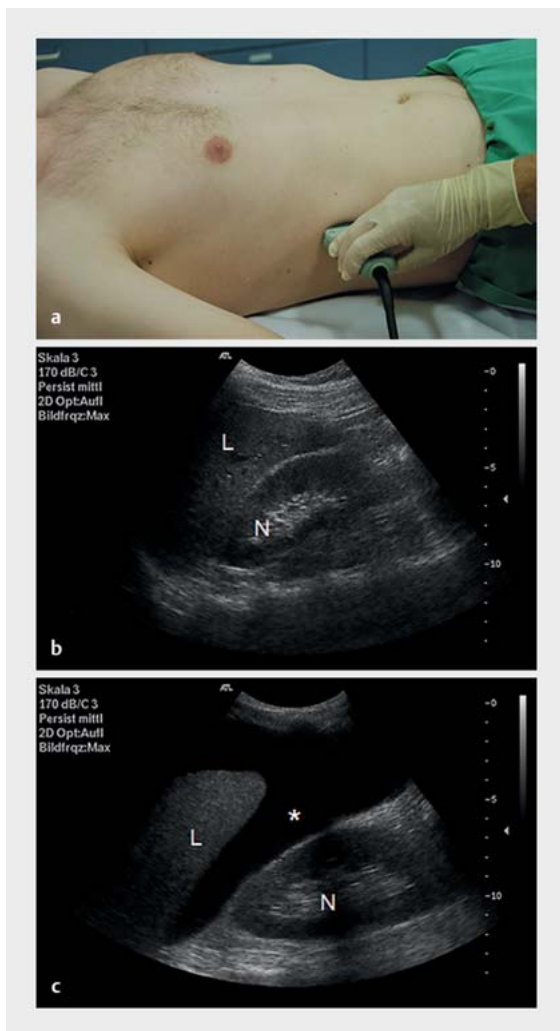 a
Skala 3
170 dB/C 3
Persist mittl
2D Opt:Aufl
Bildfrqz:Max
L
N
0
5
10
b
Skala 3
170 dB/C 3
Persist mittl
2D Opt:Aufl
Bildfrqz:Max
*
L
N
0
5
10
c